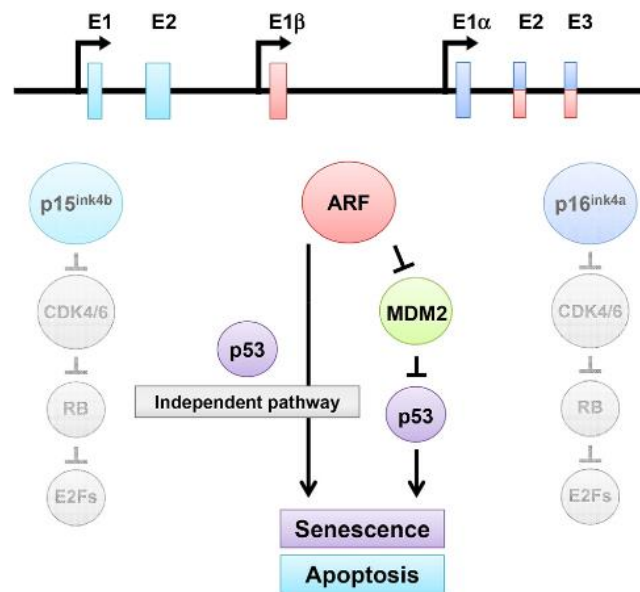 E1 E2 E1β E1α E2 E3
p15ink4b ARF p16ink4a
CDK4/6 MDM2 CDK4/6
p53
Independent pathway
RB p53 RB
E2Fs E2Fs
Senescence
Apoptosis